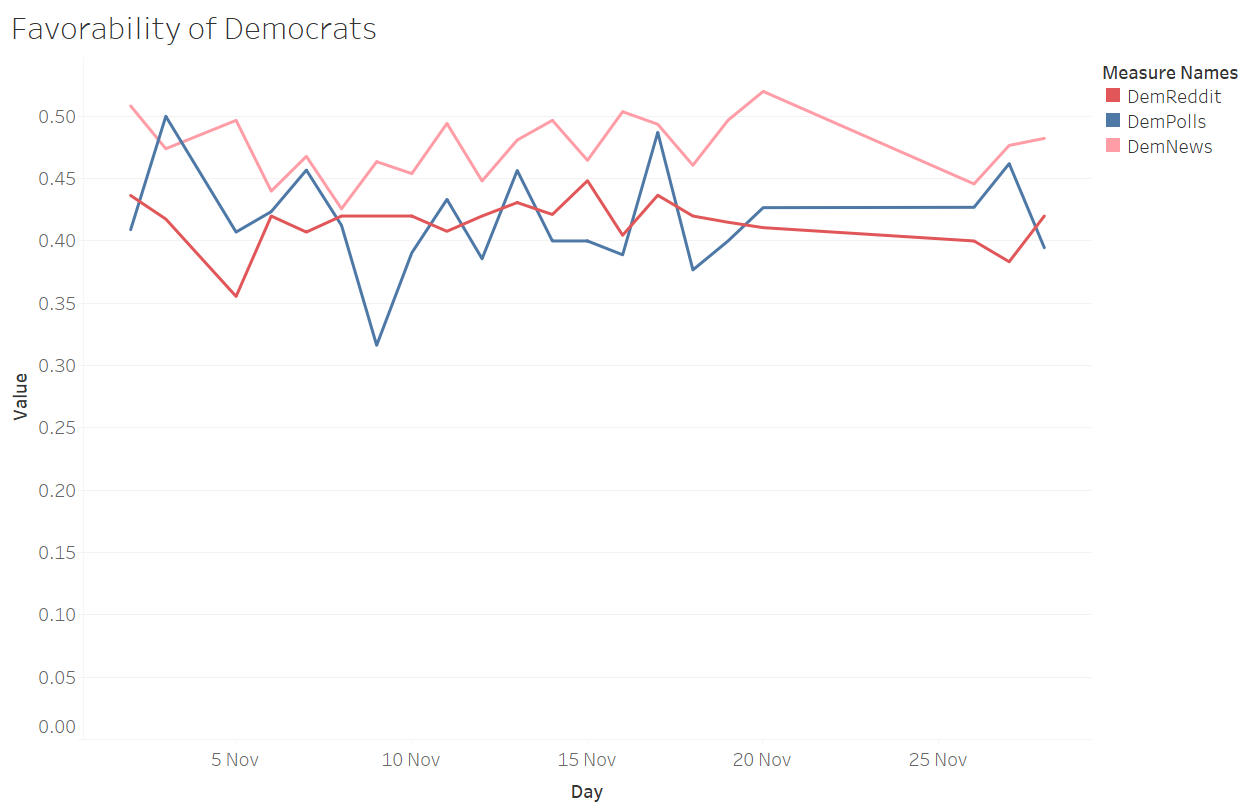 Favorability of Democrats
Measure Names
DemReddit
DemPolls
DemNews
0.50
0.45
0.40
0.35
0.30
0.25
0.20
0.15
0.10
0.05
0.00
Value
5 Nov 10 Nov 15 Nov 20 Nov 25 Nov
Day